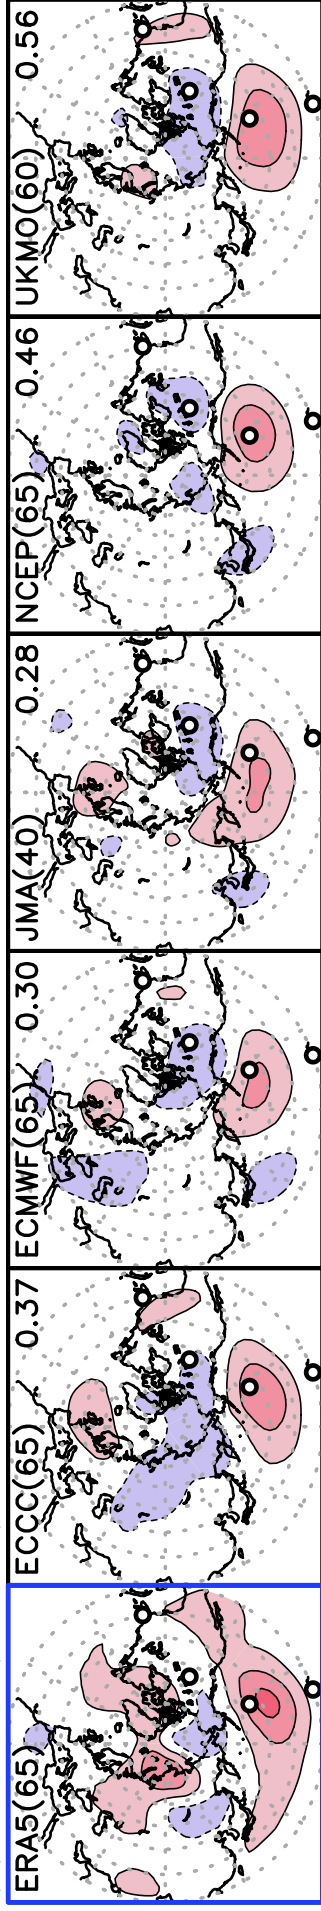 UKMO(60) 0.56
NCEP(65) 0.46
JMA(40) 0.28
ECMWF(65) 0.30
ECCC(65) 0.37
ERA5(65)